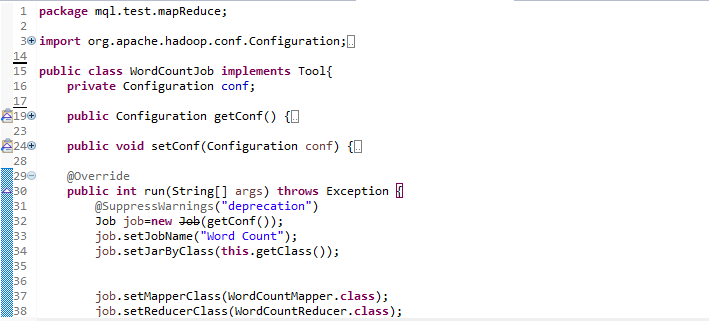 1 package mql.test.mapReduce;
2
3 import org.apache.hadoop.conf.Configuration;
14
15 public class WordCountJob implements Tool{
16 private Configuration conf;
17
19 public Configuration getConf() {
23
24 public void setConf(Configuration conf) {
28
29 @Override
30 public int run(String[] args) throws Exception {
31 @SuppressWarnings("deprecation")
32 Job job=new Job(getConf());
33 job.setJobName("Word Count");
34 job.setJarByClass(this.getClass());
35
36
37 job.setMapperClass(WordCountMapper.class);
38 job.setReducerClass(WordCountReducer.class);